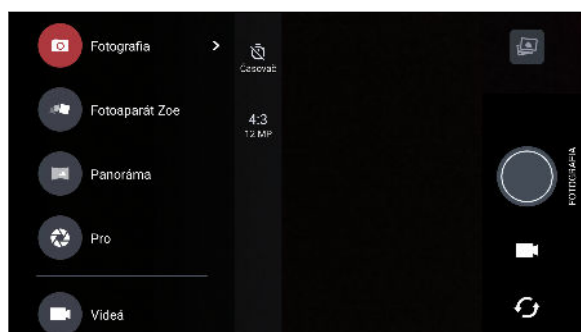 Fotografia
Fotoaparát Zoe
Panoráma
Pro
Videá
Časovač
4:3
12 MP
FOTOGRAFIA